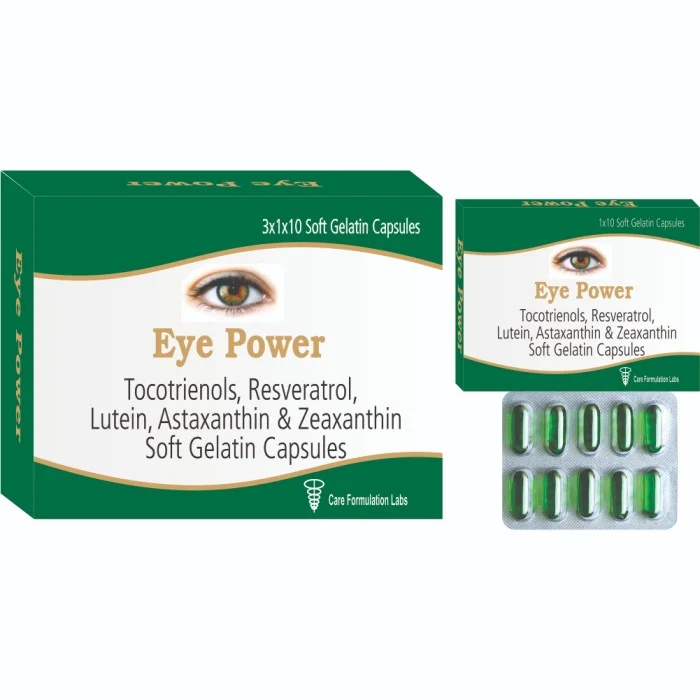 Eye Power
3x1x10 Soft Gelatin Capsules
Eye Power
Eye Power
Tocotrienols, Resveratrol,
Lutein, Astaxanthin & Zeaxanthin
Soft Gelatin Capsules
Care Formulation Labs
Eye Power
1x10 Soft Gelatin Capsules
Eye Power
Eye Power
Tocotrienols, Resveratrol,
Lutein, Astaxanthin & Zeaxanthin
Soft Gelatin Capsules
Care Formulation Labs